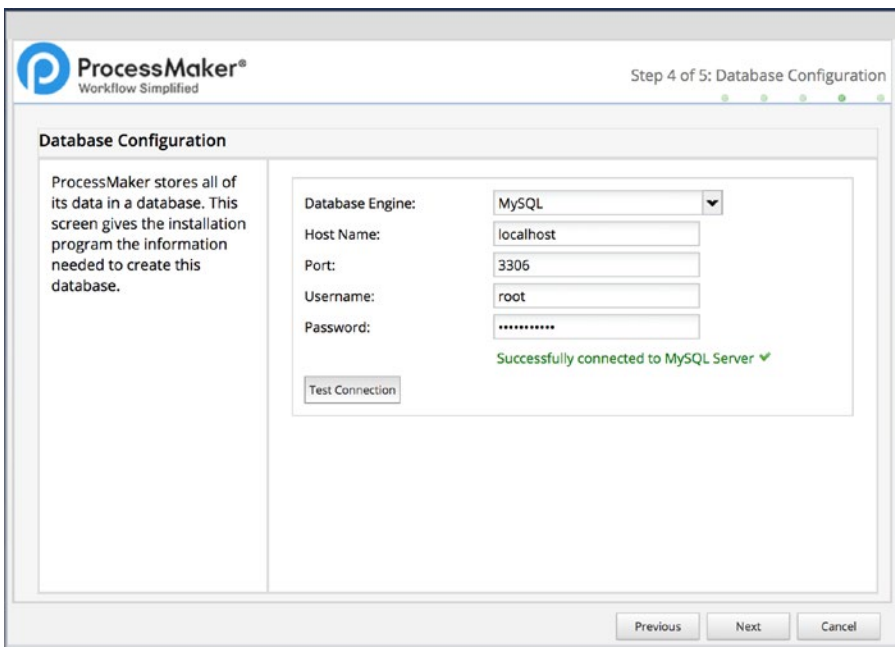 ProcessMaker®
Workflow Simplified
Step 4 of 5: Database Configuration
Database Configuration
ProcessMaker stores all of
its data in a database. This
screen gives the installation
program the information
needed to create this
database.
Database Engine: MySQL
Host Name: localhost
Port: 3306
Username: root
Password: •••••••••••
Successfully connected to MySQL Server ✔
Test Connection
Previous Next Cancel